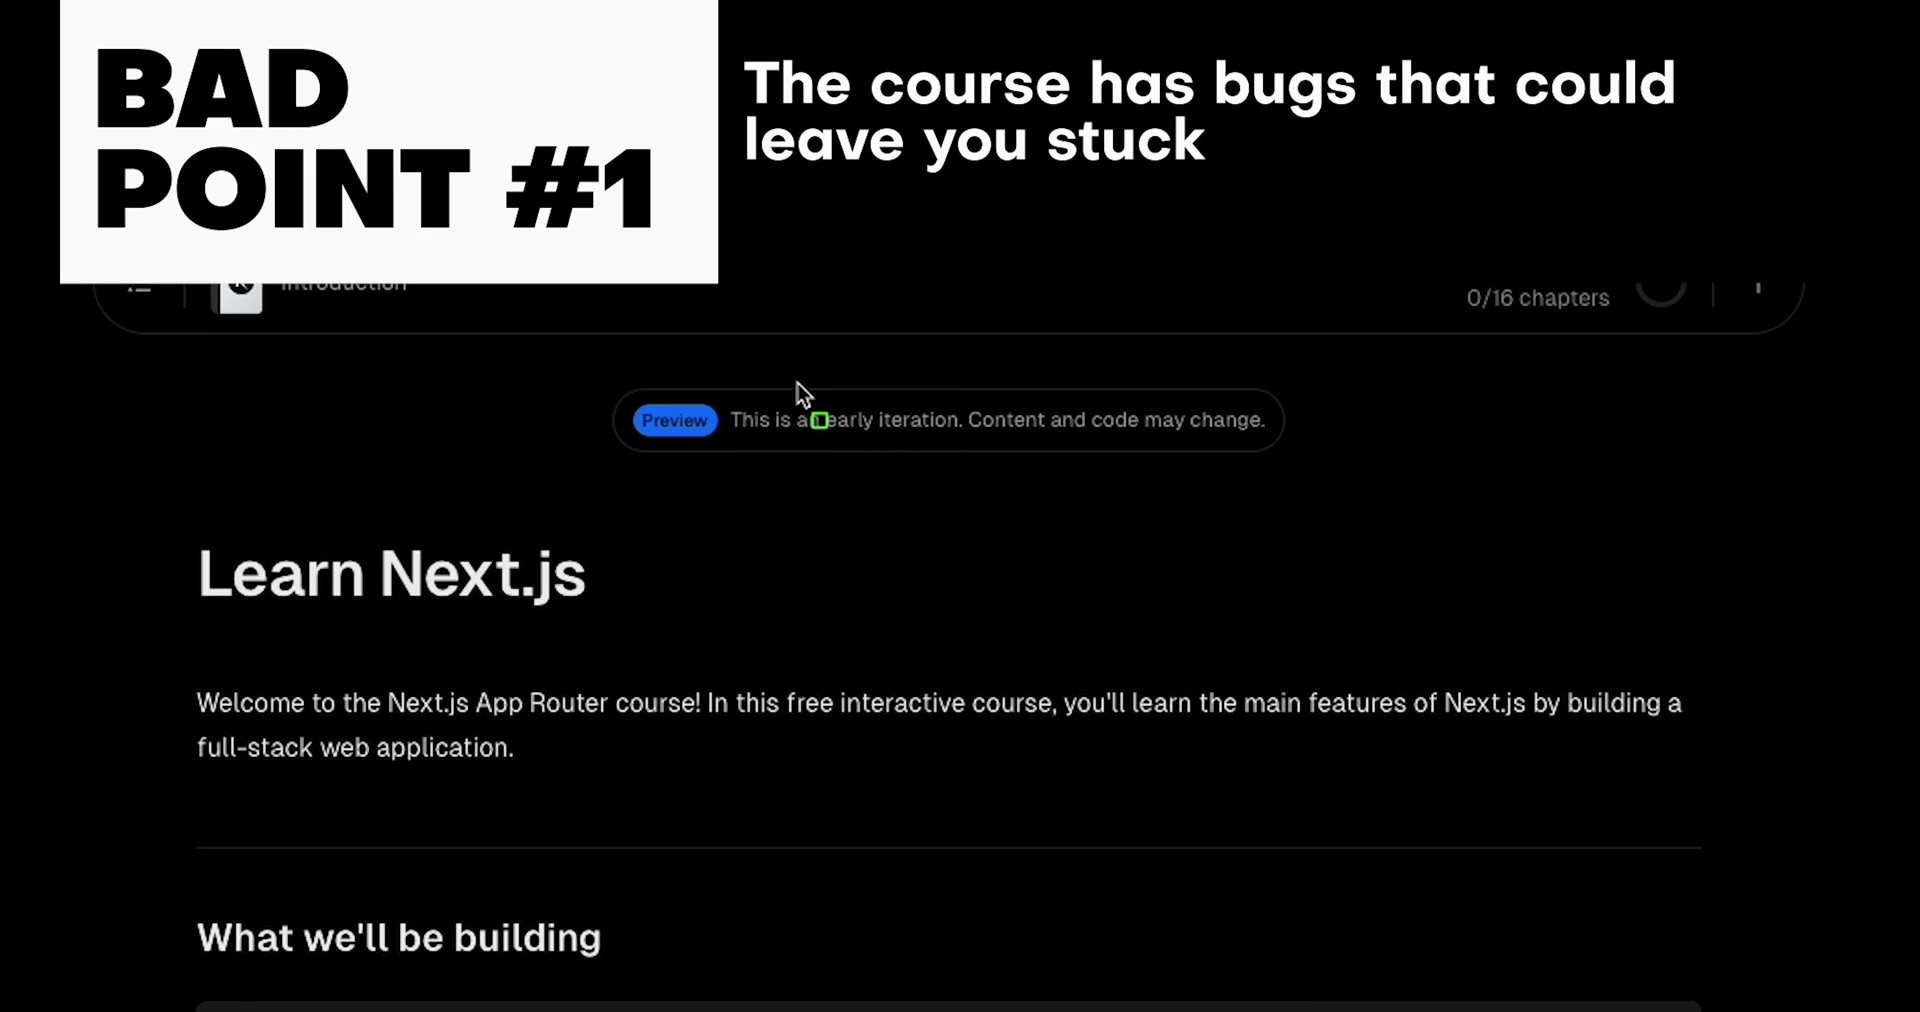 BAD
POINT #1
The course has bugs that could
leave you stuck
Introduction
0/16 chapters
Preview
This is an early iteration. Content and code may change.
Learn Next.js
Welcome to the Next.js App Router course! In this free interactive course, you'll learn the main features of Next.js by building a
full-stack web application.
What we'll be building